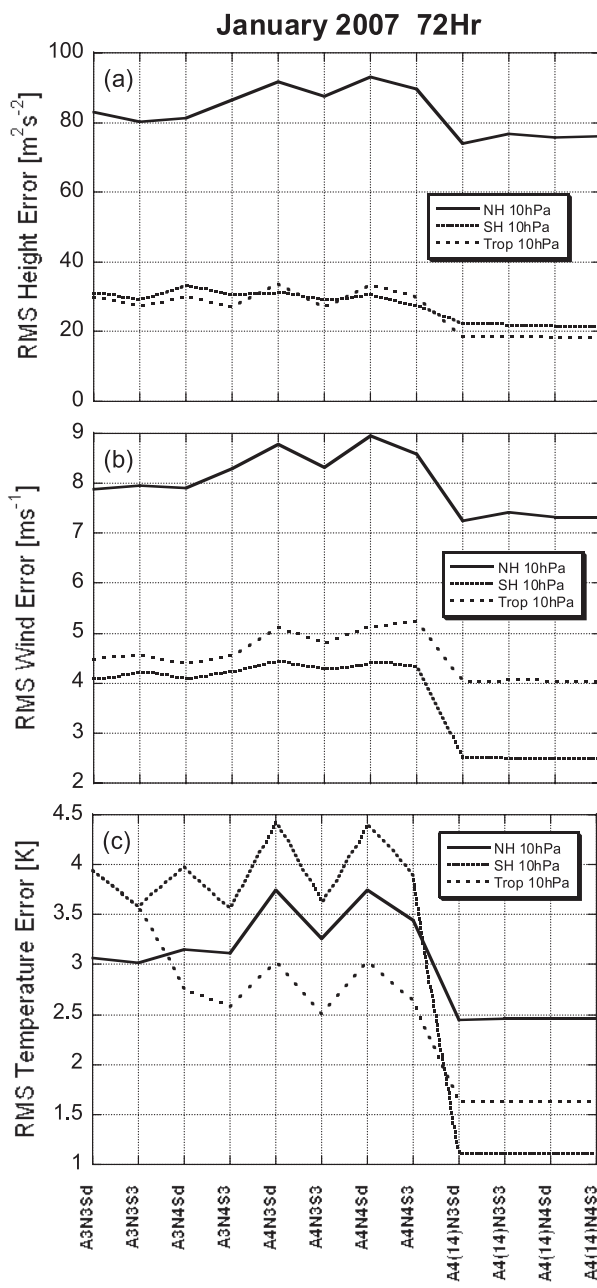 January 2007 72Hr
(a)
RMS Height Error [m²s⁻²]
100
80
60
40
20
0
NH 10hPa
SH 10hPa
Trop 10hPa
(b)
RMS Wind Error [ms⁻¹]
9
8
7
6
5
4
3
2
NH 10hPa
SH 10hPa
Trop 10hPa
(c)
RMS Temperature Error [K]
4.5
4
3.5
3
2.5
2
1.5
1
NH 10hPa
SH 10hPa
Trop 10hPa
A3N3Sd
A3N3S3
A3N4Sd
A3N4S3
A4N3Sd
A4N3S3
A4N4Sd
A4N4S3
A4(14)N3Sd
A4(14)N3S3
A4(14)N4Sd
A4(14)N4S3